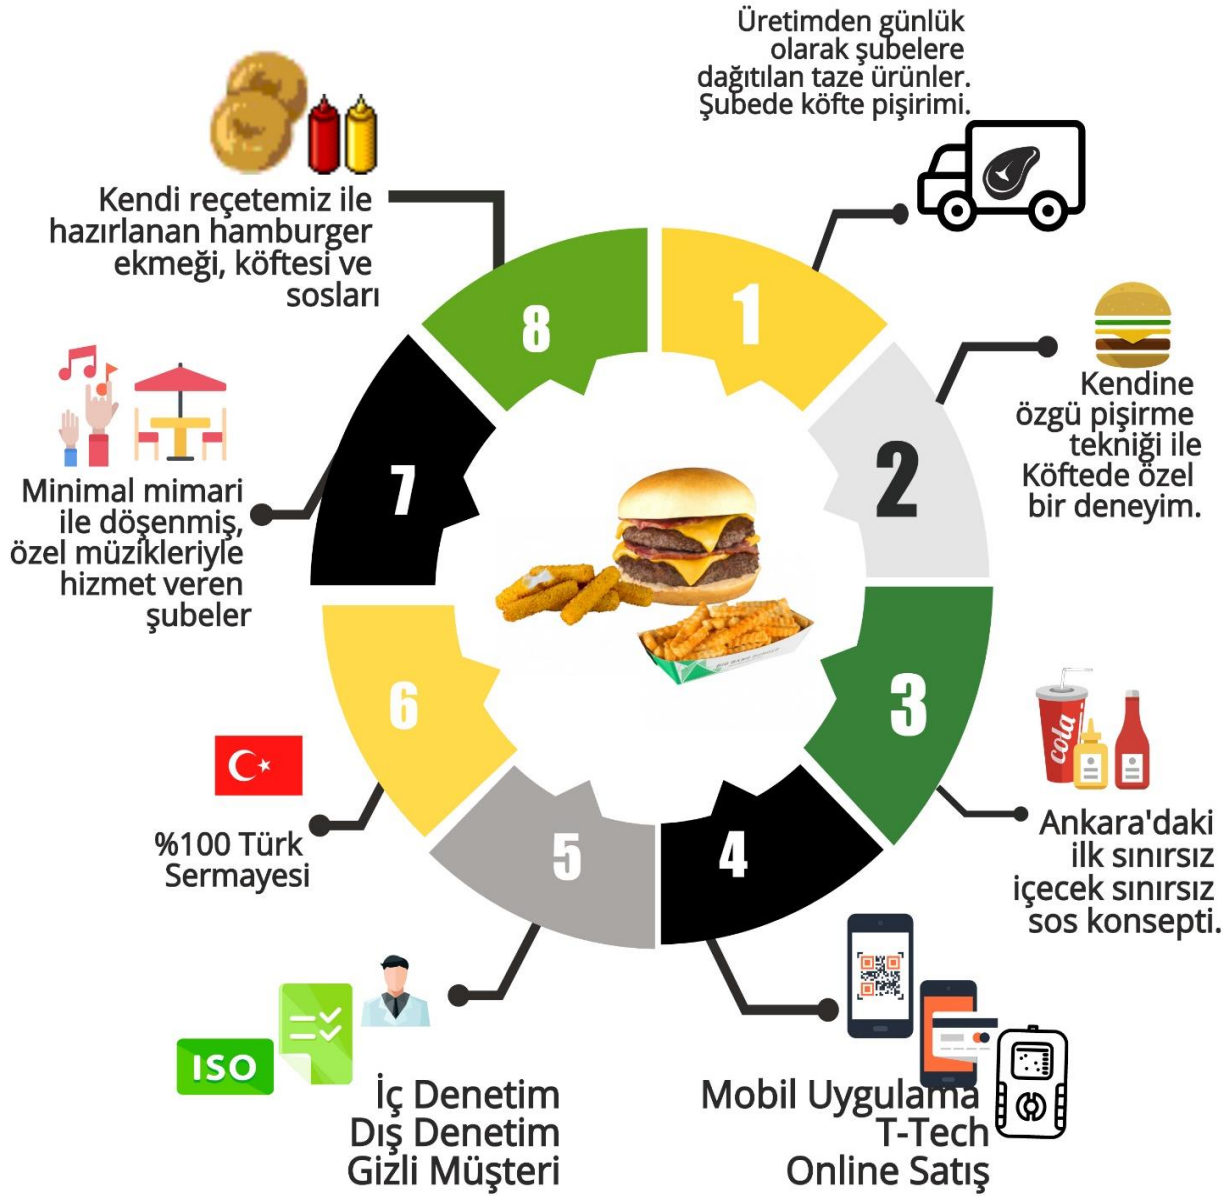 Üretimden günlük
olarak şubelere
dağıtılan taze ürünler.
Şubede köfte pişirimi.
1
Kendine
özgü pişirme
tekniği ile
Köftede özel
bir deneyim.
2
cola
Ankara'daki
ilk sınırsız
içecek sınırsız
sos konsepti.
3
Mobil Uygulama
T-Tech
Online Satış
4
ISO
İç Denetim
Dış Denetim
Gizli Müşteri
5
%100 Türk
Sermayesi
6
Minimal mimari
ile döşenmiş,
özel müzikleriyle
hizmet veren
şubeler
7
Kendi reçetemiz ile
hazırlanan hamburger
ekmeği, köftesi ve
sosları
8